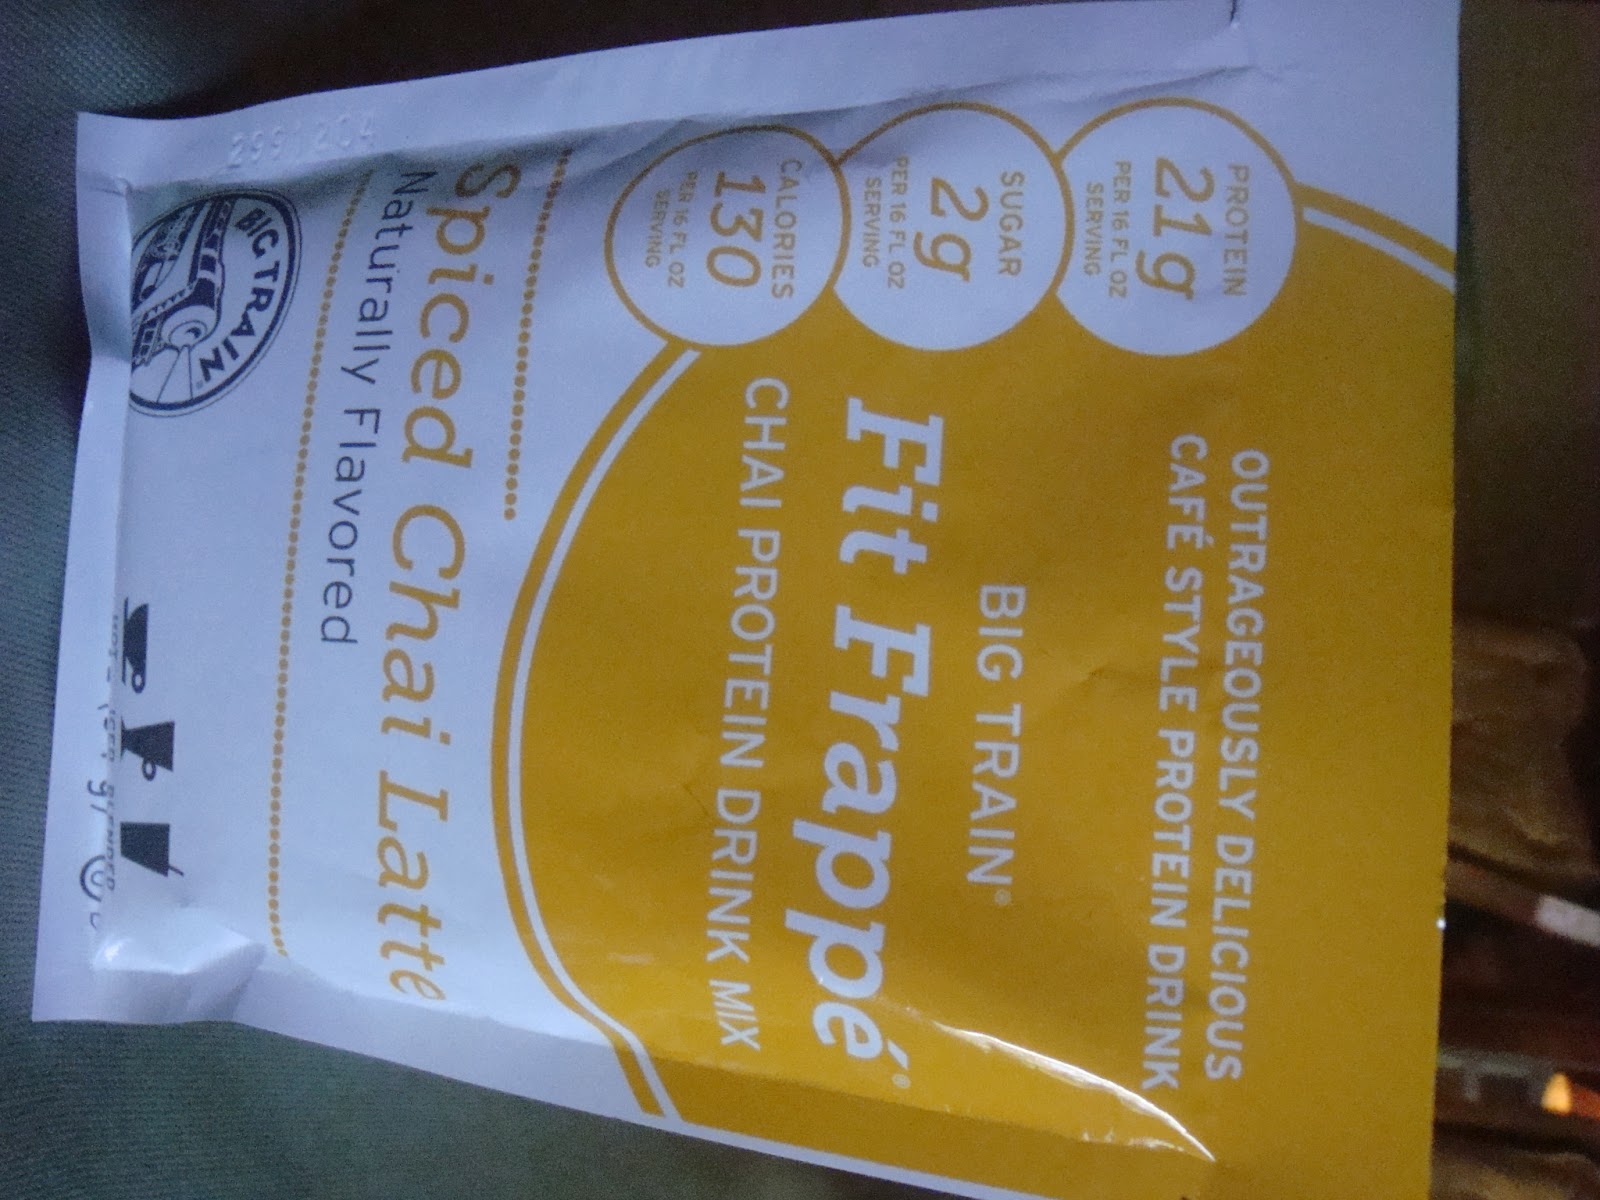 OUTRAGEOUSLY DELICIOUS
CAFÉ STYLE PROTEIN DRINK
PROTEIN
21g
PER 16 FL OZ
SERVING
SUGAR
2g
PER 16 FL OZ
SERVING
CALORIES
130
PER 16 FL OZ
SERVING
BIG TRAIN®
Fit Frappé®
CHAI PROTEIN DRINK MIX
Spiced Chai Latte
Naturally Flavored
BIG TRAIN®